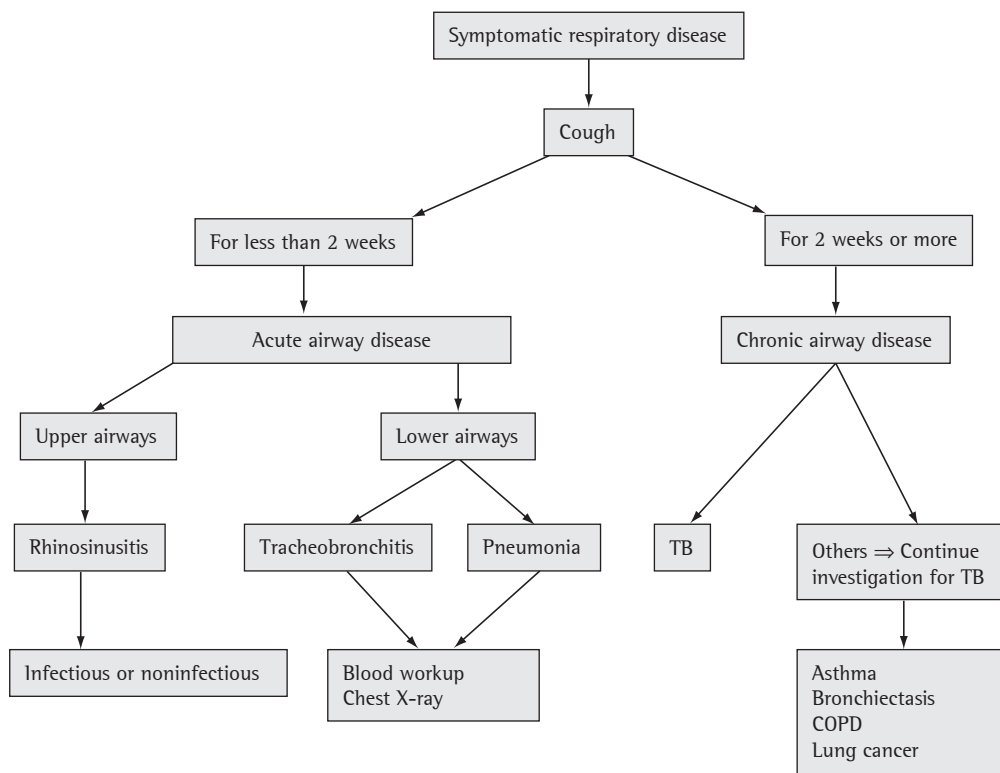 Symptomatic respiratory disease
Cough
For less than 2 weeks
For 2 weeks or more
Acute airway disease
Chronic airway disease
Upper airways
Lower airways
Rhinosinusitis
Tracheobronchitis
Pneumonia
TB
Others ⇒ Continue
investigation for TB
Infectious or noninfectious
Blood workup
Chest X-ray
Asthma
Bronchiectasis
COPD
Lung cancer